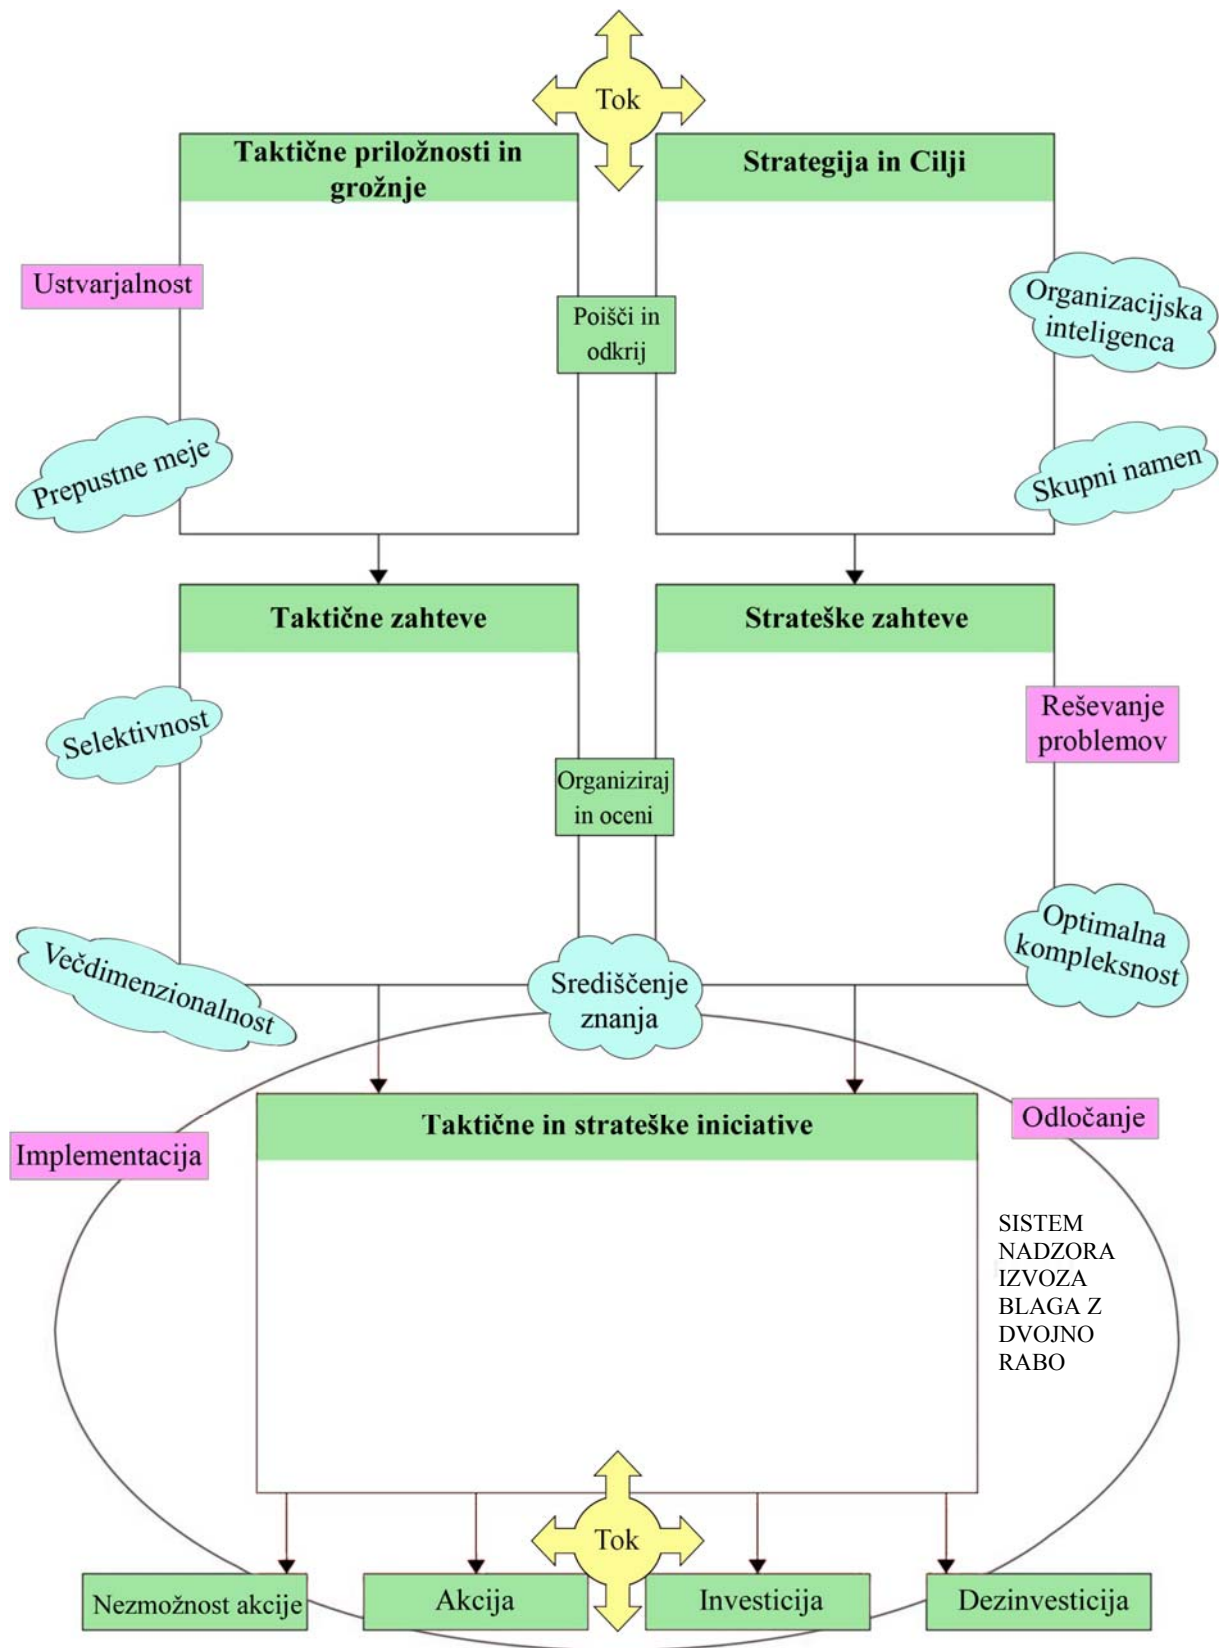 Tok
Taktične priložnosti in
grožnje
Strategija in Cilji
Ustvarjalnost
Organizacijska
inteligenca
Poišči in
odkrij
Prepustne meje
Skupni namen
Taktične zahteve
Strateške zahteve
Selektivnost
Reševanje
problemov
Organiziraj
in oceni
Večdimenzionalnost
Optimalna
kompleksnost
Središčenje
znanja
Taktične in strateške iniciative
Implementacija
Odločanje
SISTEM
NADZORA
IZVOZA
BLAGA Z
DVOJNO
RABO
Tok
Nezmožnost akcije
Akcija
Investicija
Dezinvesticija